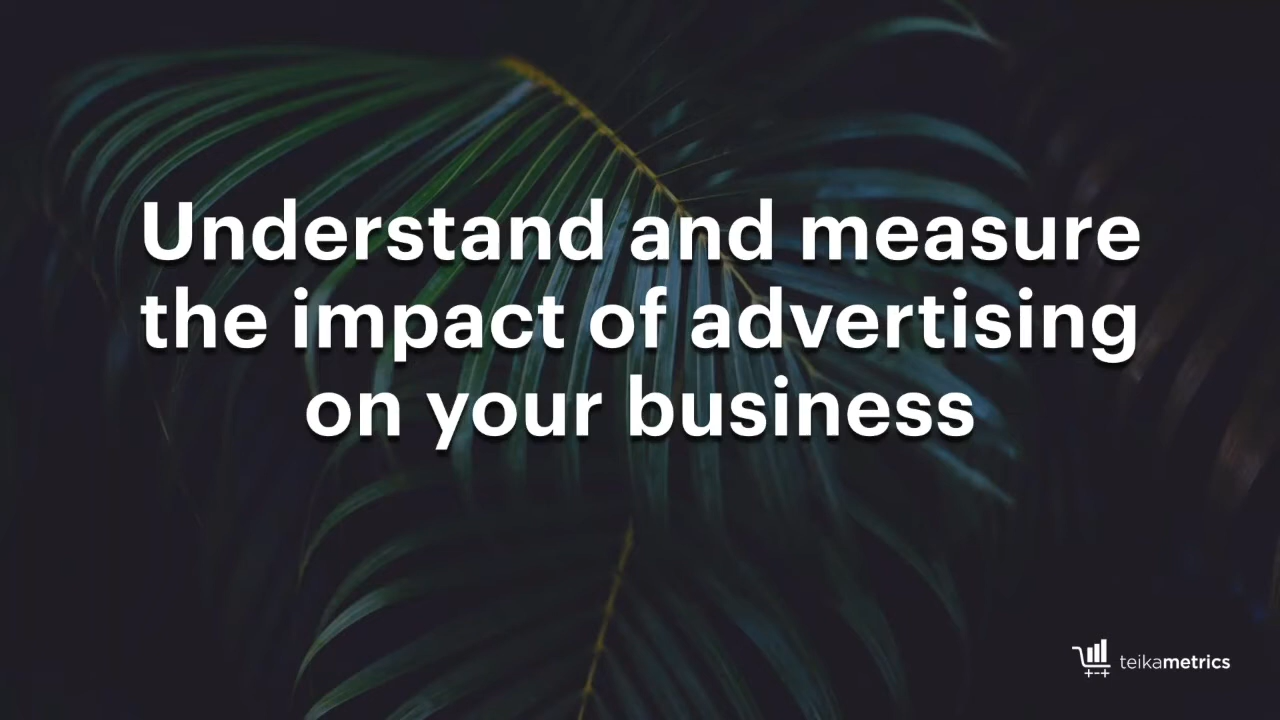 Understand and measure
the impact of advertising
on your business
teikametrics